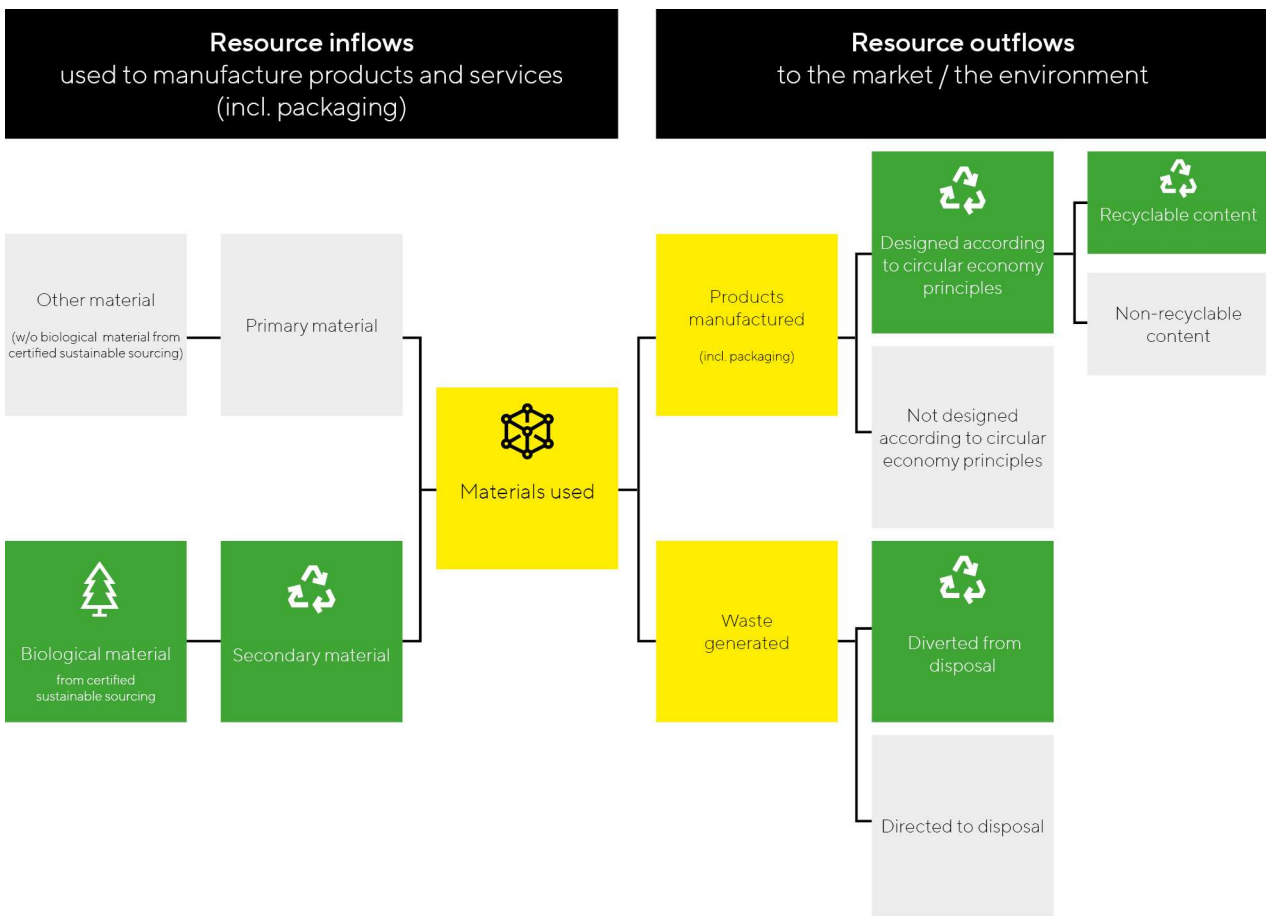 Resource inflows
used to manufacture products and services
(incl. packaging)
Resource outflows
to the market / the environment
Other material
(w/o biological material from
certified sustainable sourcing)
Primary material
Biological material
from certified
sustainable sourcing
Secondary material
Materials used
Products
manufactured
(incl. packaging)
Waste
generated
Designed according
to circular economy
principles
Not designed
according to circular
economy principles
Recyclable content
Non-recyclable
content
Diverted from
disposal
Directed to disposal